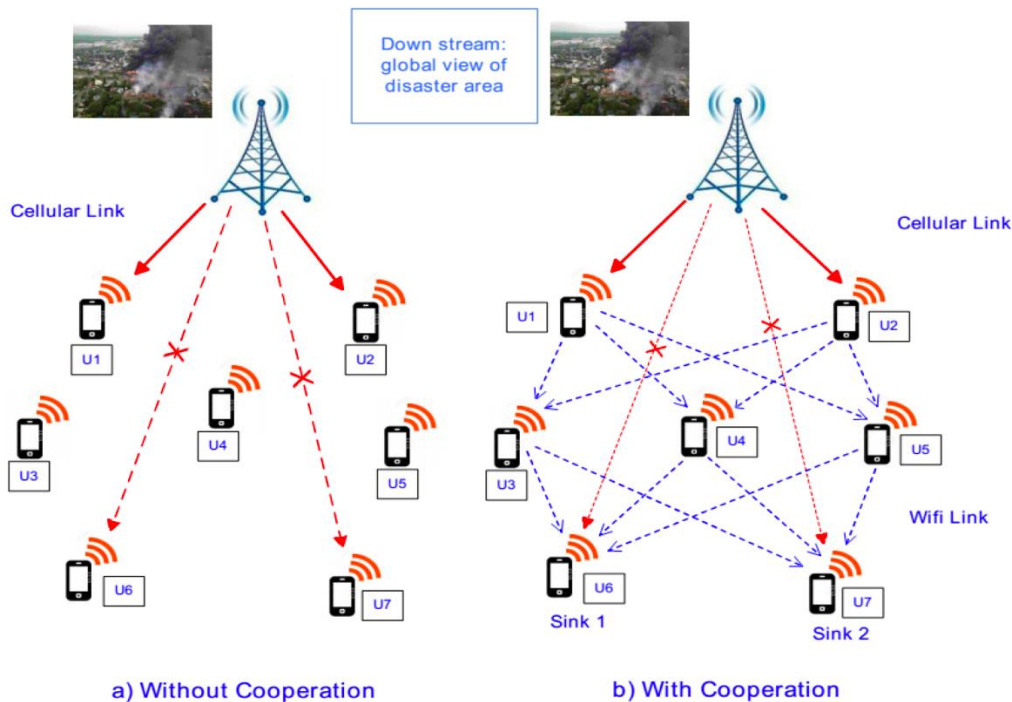 Down stream:
global view of
disaster area
Cellular Link
U1
U2
U3
U4
U5
U6
U7
a) Without Cooperation
Cellular Link
U1
U2
U3
U4
U5
Wifi Link
U6
U7
Sink 1
Sink 2
b) With Cooperation